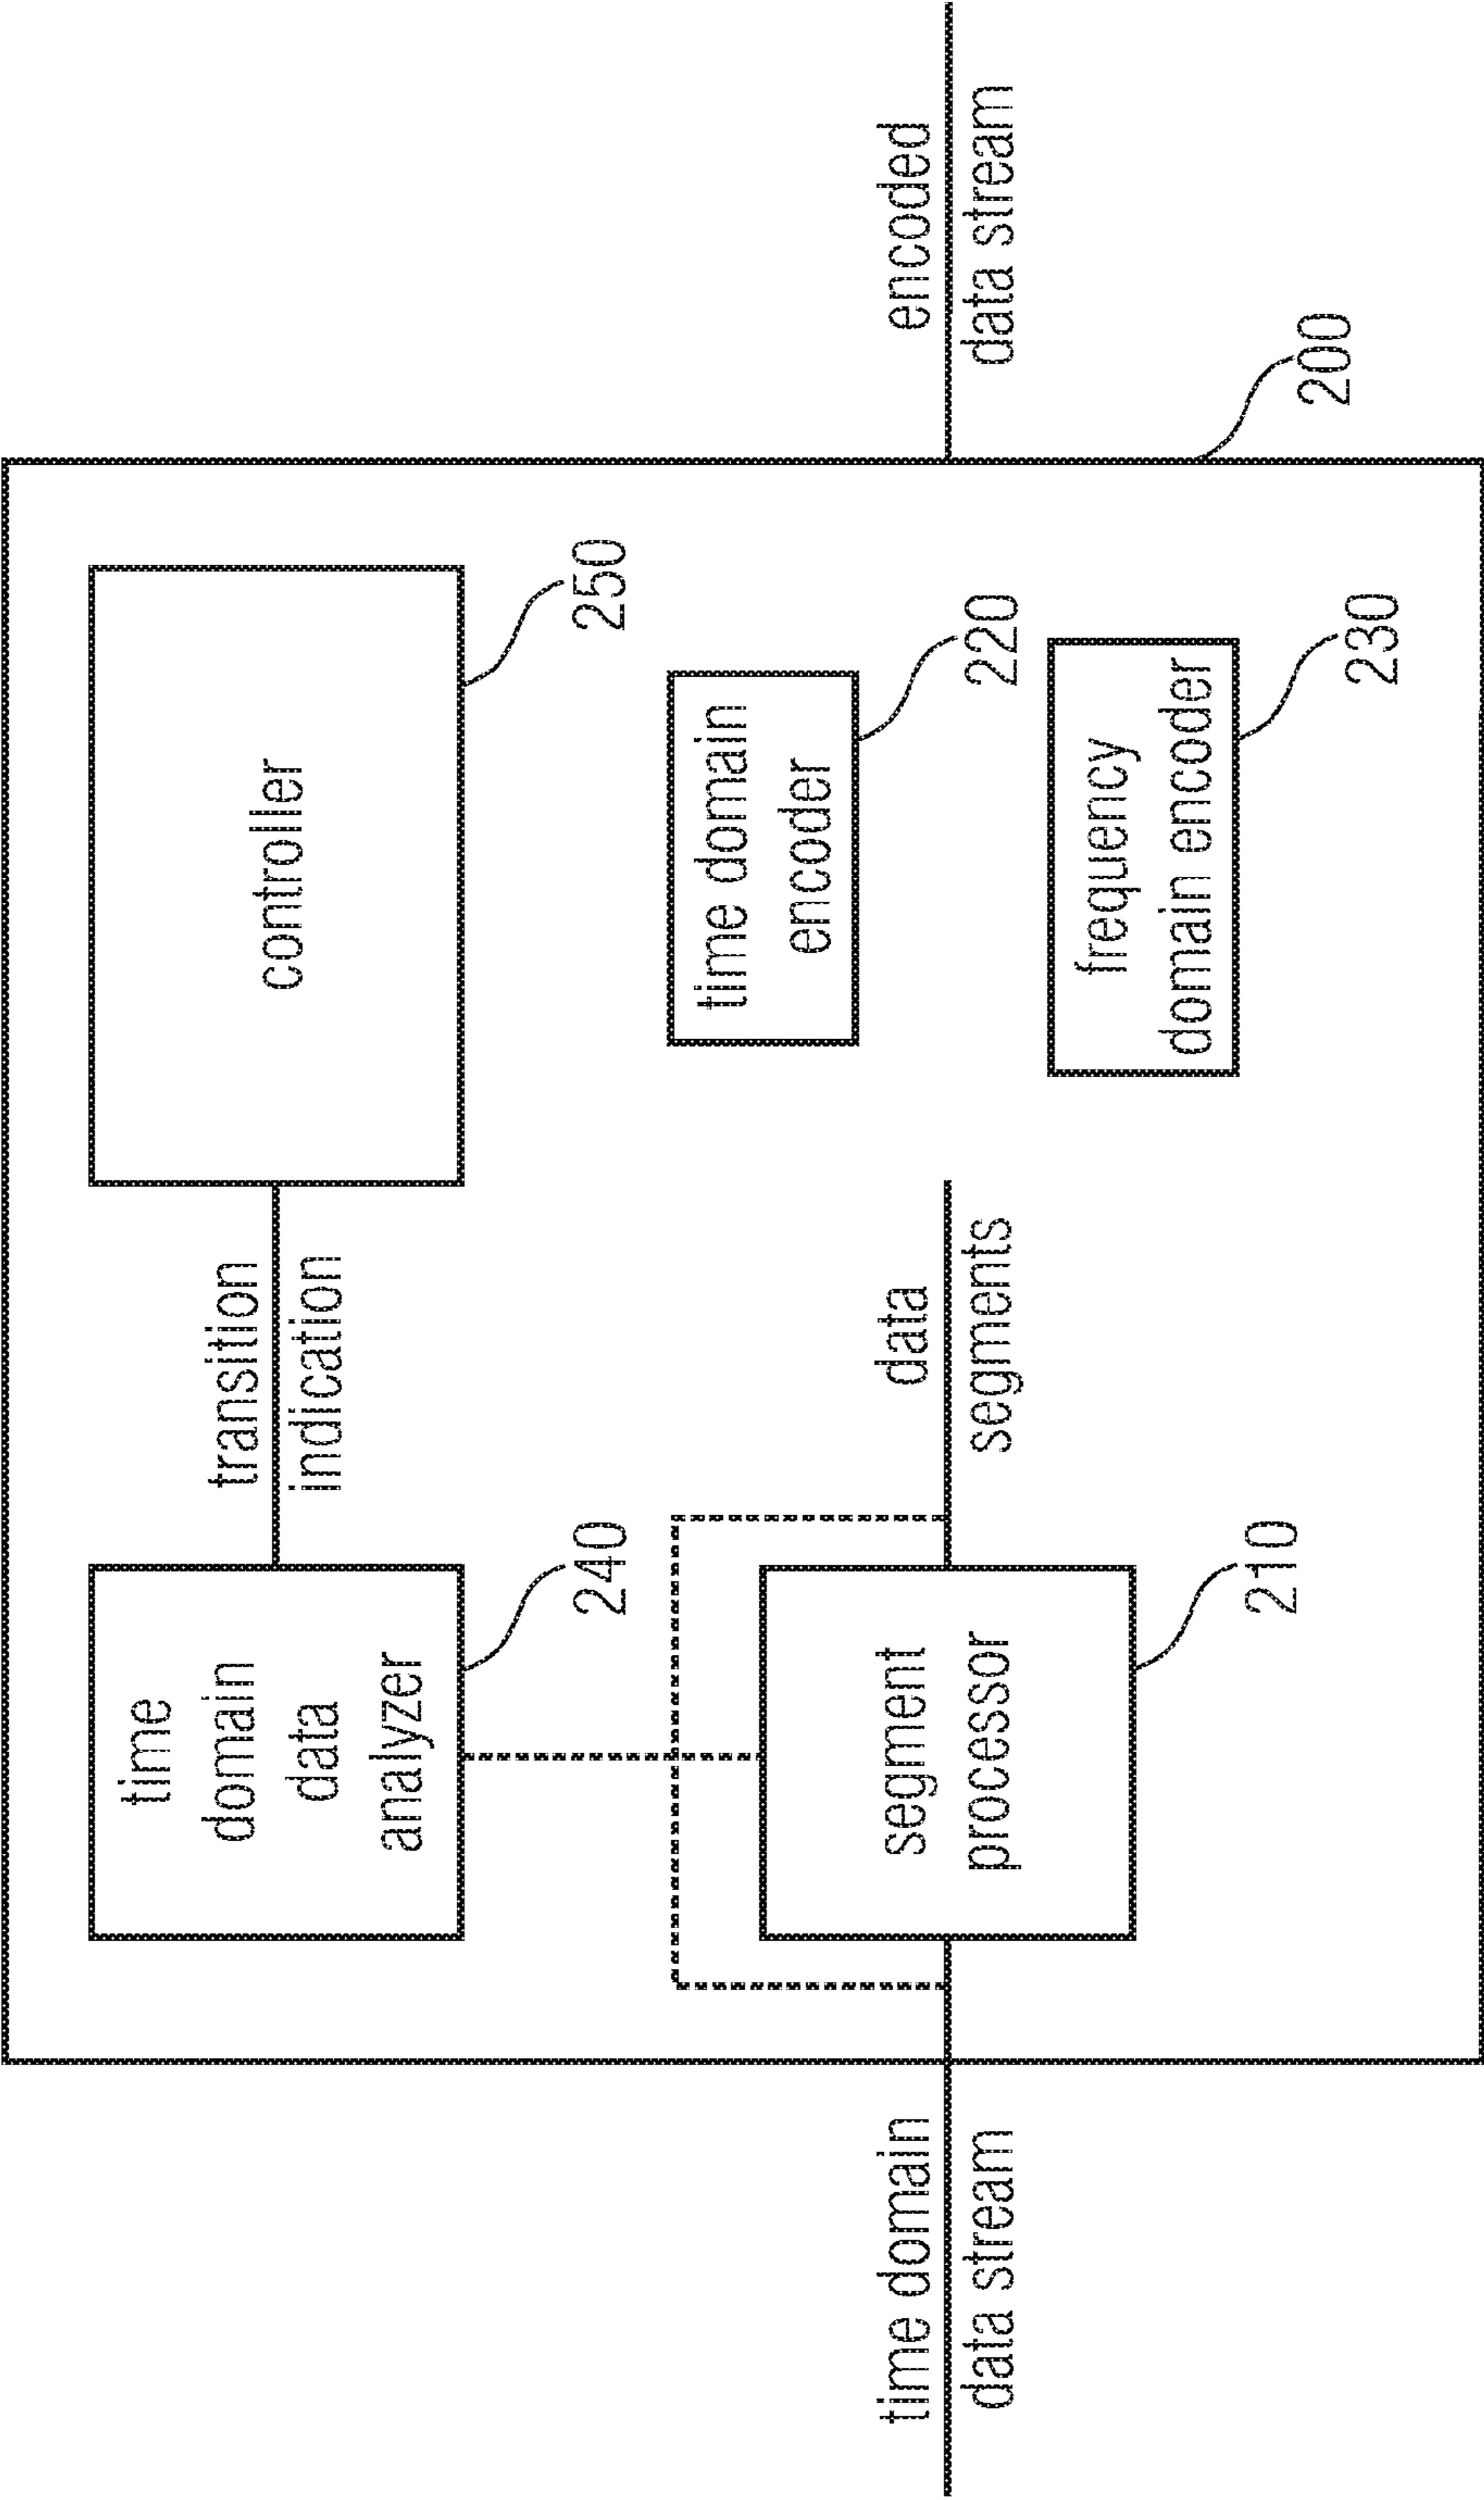 time
domain
data
analyzer
240
transition
indication
controller
250
time domain
data stream
segment
processor
210
data
segments
time domain
encoder
220
frequency
domain encoder
230
encoded
data stream
200